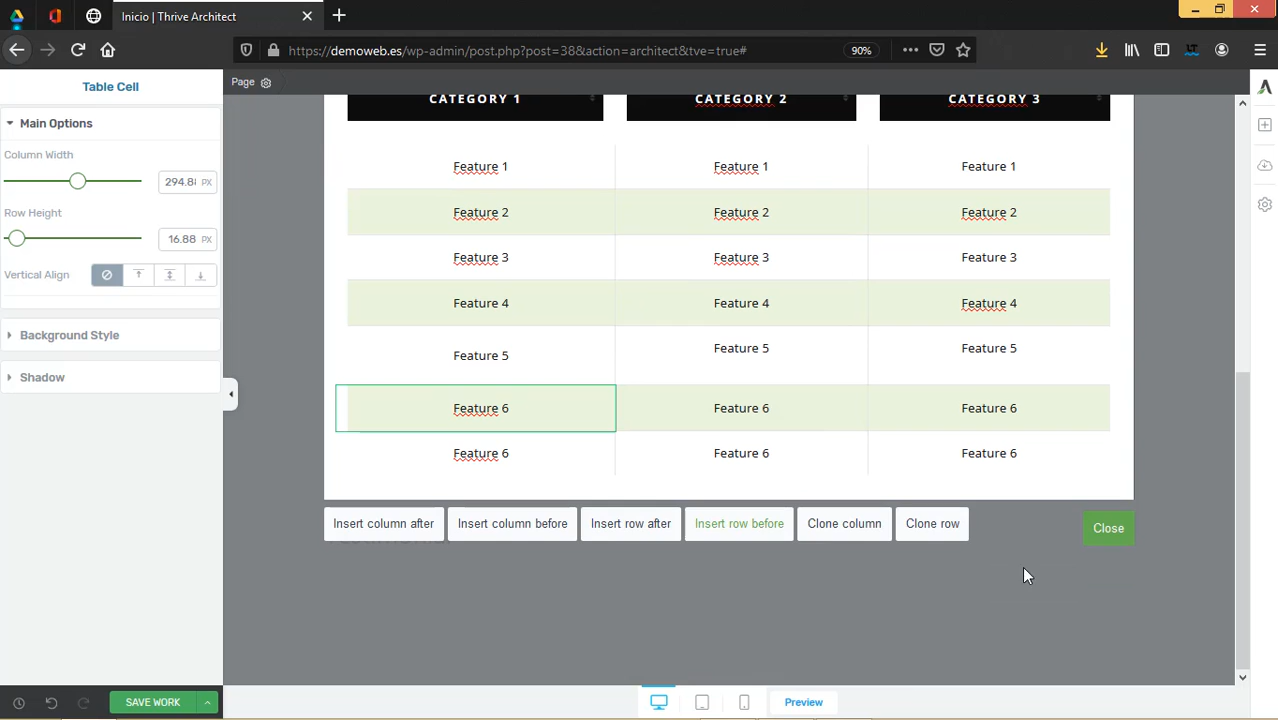 Inicio | Thrive Architect
https://demoweb.es/wp-admin/post.php?post=38&action=architect&tve=true#
90%
Table Cell
Page
Main Options
Column Width
294.8 PX
Row Height
16.88 PX
Vertical Align
Background Style
Shadow
CATEGORY 1 CATEGORY 2 CATEGORY 3
Feature 1 Feature 1 Feature 1
Feature 2 Feature 2 Feature 2
Feature 3 Feature 3 Feature 3
Feature 4 Feature 4 Feature 4
Feature 5 Feature 5 Feature 5
Feature 6 Feature 6 Feature 6
Feature 6 Feature 6 Feature 6
Insert column after Insert column before Insert row after Insert row before Clone column Clone row Close
SAVE WORK
Preview